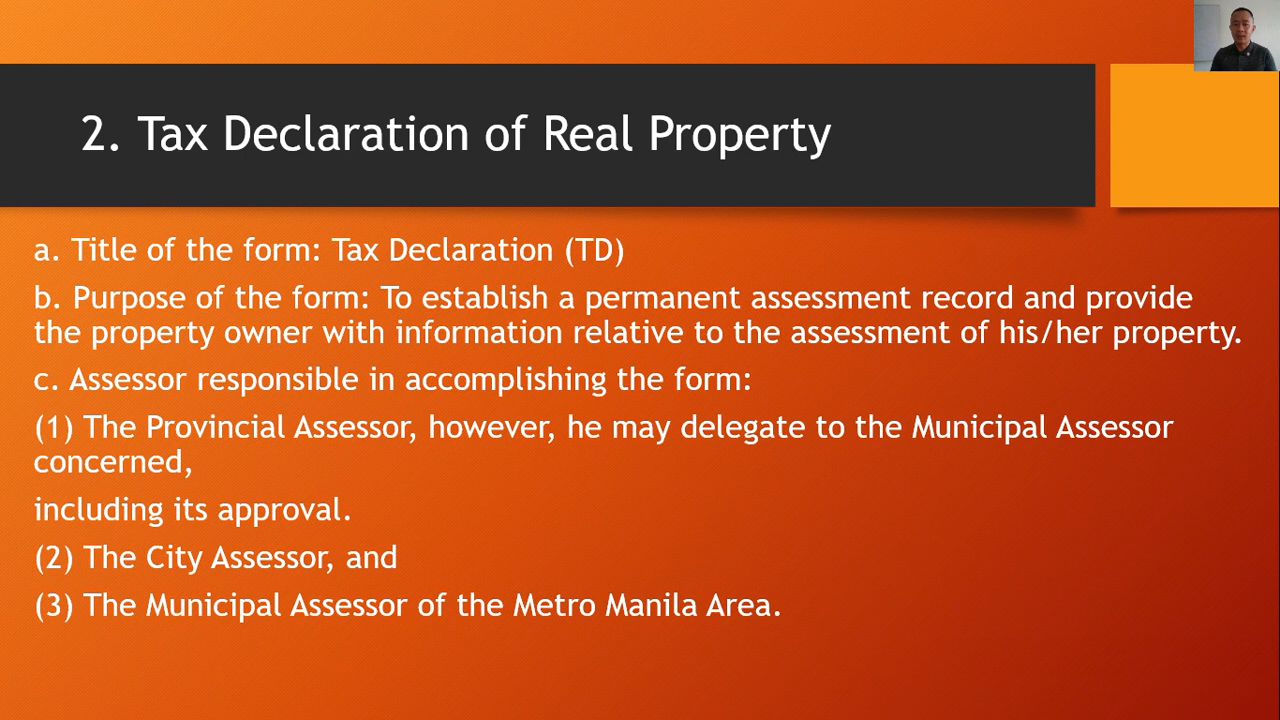 2. Tax Declaration of Real Property
a. Title of the form: Tax Declaration (TD)
b. Purpose of the form: To establish a permanent assessment record and provide
the property owner with information relative to the assessment of his/her property.
c. Assessor responsible in accomplishing the form:
(1) The Provincial Assessor, however, he may delegate to the Municipal Assessor
concerned,
including its approval.
(2) The City Assessor, and
(3) The Municipal Assessor of the Metro Manila Area.